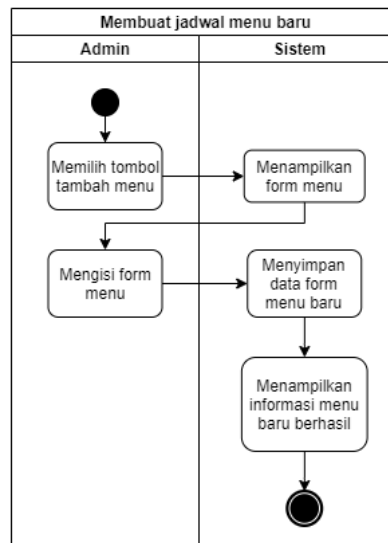 Membuat jadwal menu baru
Admin
Sistem
Memilih tombol
tambah menu
Menampilkan
form menu
Mengisi form
menu
Menyimpan
data form
menu baru
Menampilkan
informasi menu
baru berhasil